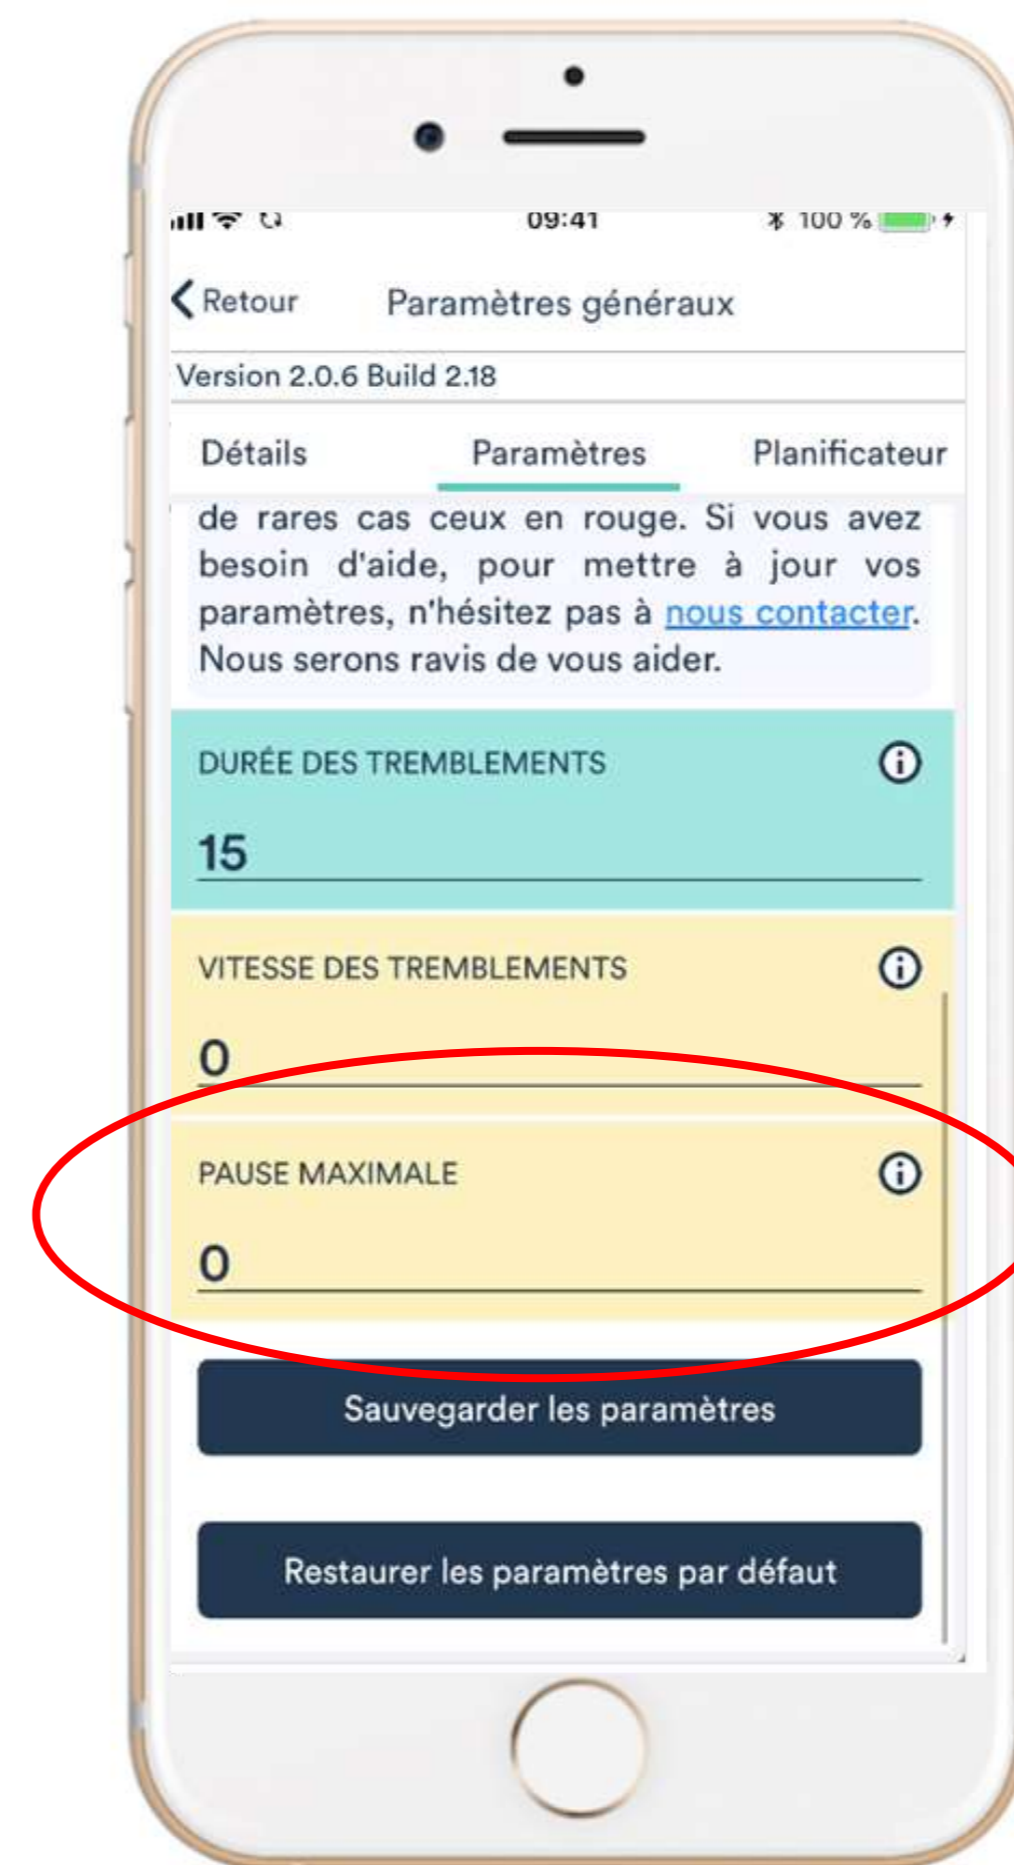 09:41 100 %
Retour Paramètres généraux
Version 2.0.6 Build 2.18
Détails Paramètres Planificateur
de rares cas ceux en rouge. Si vous avez
besoin d'aide, pour mettre à jour vos
paramètres, n'hésitez pas à nous contacter.
Nous serons ravis de vous aider.
DURÉE DES TREMBLEMENTS
15
VITESSE DES TREMBLEMENTS
0
PAUSE MAXIMALE
0
Sauvegarder les paramètres
Restaurer les paramètres par défaut